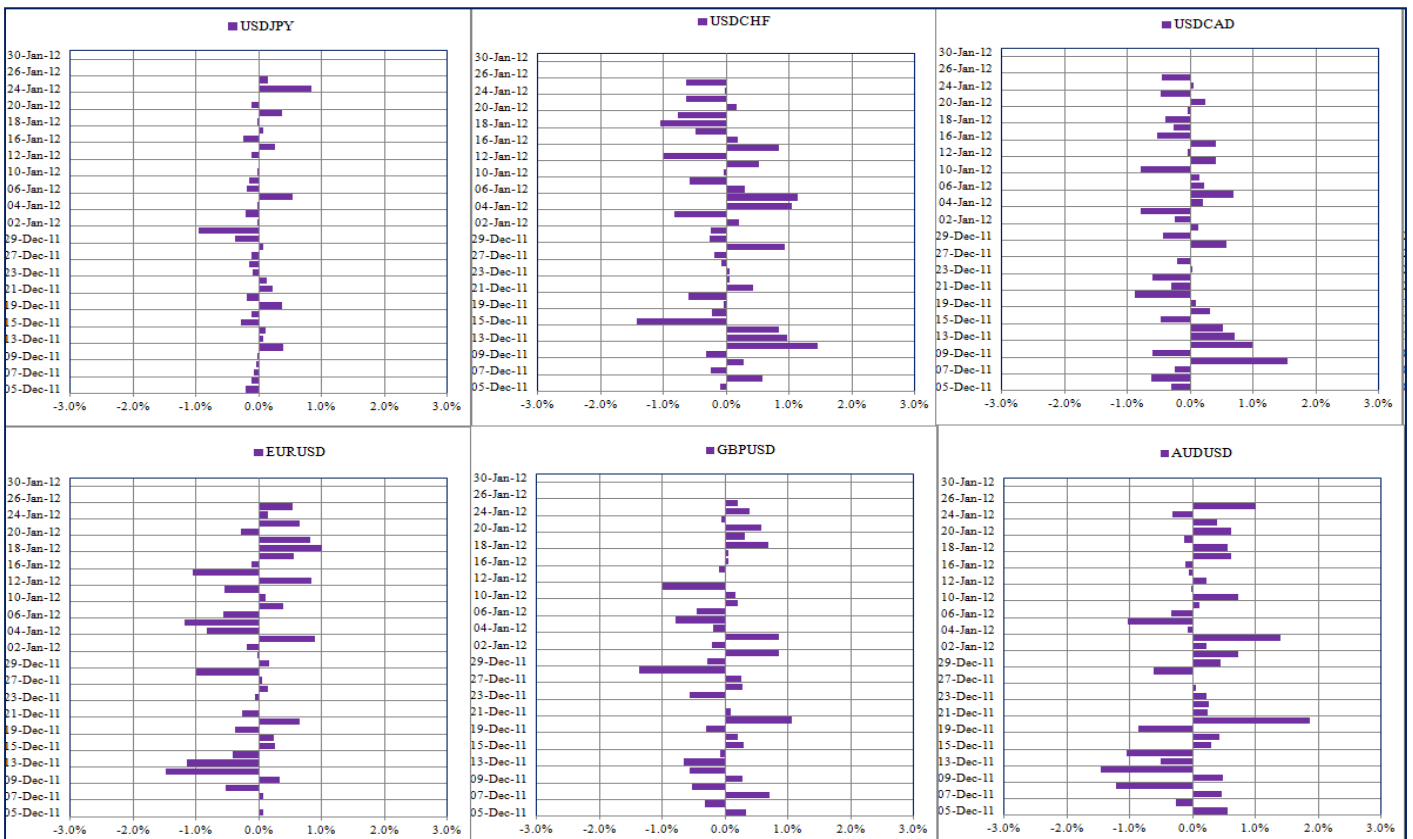 USDJPY
30-Jan-12
26-Jan-12
24-Jan-12
20-Jan-12
18-Jan-12
16-Jan-12
12-Jan-12
10-Jan-12
06-Jan-12
04-Jan-12
02-Jan-12
29-Dec-11
27-Dec-11
23-Dec-11
21-Dec-11
19-Dec-11
15-Dec-11
13-Dec-11
09-Dec-11
07-Dec-11
05-Dec-11
-3.0% -2.0% -1.0% 0.0% 1.0% 2.0% 3.0%
USDCHF
30-Jan-12
26-Jan-12
24-Jan-12
20-Jan-12
18-Jan-12
16-Jan-12
12-Jan-12
10-Jan-12
06-Jan-12
04-Jan-12
02-Jan-12
29-Dec-11
27-Dec-11
23-Dec-11
21-Dec-11
19-Dec-11
15-Dec-11
13-Dec-11
09-Dec-11
07-Dec-11
05-Dec-11
-3.0% -2.0% -1.0% 0.0% 1.0% 2.0% 3.0%
USDCAD
30-Jan-12
26-Jan-12
24-Jan-12
20-Jan-12
18-Jan-12
16-Jan-12
12-Jan-12
10-Jan-12
06-Jan-12
04-Jan-12
02-Jan-12
29-Dec-11
27-Dec-11
23-Dec-11
21-Dec-11
19-Dec-11
15-Dec-11
13-Dec-11
09-Dec-11
07-Dec-11
05-Dec-11
-3.0% -2.0% -1.0% 0.0% 1.0% 2.0% 3.0%
EURUSD
30-Jan-12
26-Jan-12
24-Jan-12
20-Jan-12
18-Jan-12
16-Jan-12
12-Jan-12
10-Jan-12
06-Jan-12
04-Jan-12
02-Jan-12
29-Dec-11
27-Dec-11
23-Dec-11
21-Dec-11
19-Dec-11
15-Dec-11
13-Dec-11
09-Dec-11
07-Dec-11
05-Dec-11
-3.0% -2.0% -1.0% 0.0% 1.0% 2.0% 3.0%
GBPUSD
30-Jan-12
26-Jan-12
24-Jan-12
20-Jan-12
18-Jan-12
16-Jan-12
12-Jan-12
10-Jan-12
06-Jan-12
04-Jan-12
02-Jan-12
29-Dec-11
27-Dec-11
23-Dec-11
21-Dec-11
19-Dec-11
15-Dec-11
13-Dec-11
09-Dec-11
07-Dec-11
05-Dec-11
-3.0% -2.0% -1.0% 0.0% 1.0% 2.0% 3.0%
AUDUSD
30-Jan-12
26-Jan-12
24-Jan-12
20-Jan-12
18-Jan-12
16-Jan-12
12-Jan-12
10-Jan-12
06-Jan-12
04-Jan-12
02-Jan-12
29-Dec-11
27-Dec-11
23-Dec-11
21-Dec-11
19-Dec-11
15-Dec-11
13-Dec-11
09-Dec-11
07-Dec-11
05-Dec-11
-3.0% -2.0% -1.0% 0.0% 1.0% 2.0% 3.0%